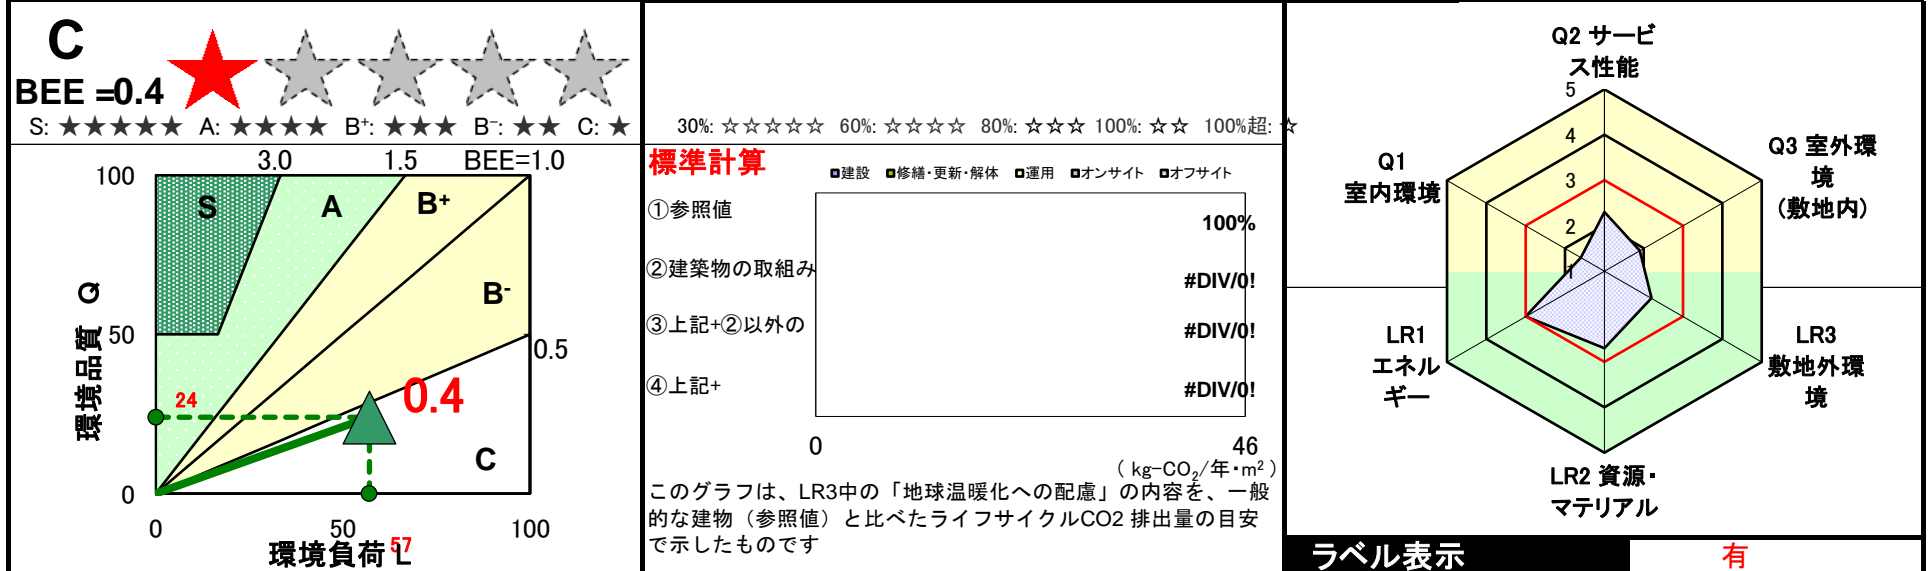 C
BEE =0.4
S: ★★★★★ A: ★★★★ B⁺: ★★★ B⁻: ★★ C: ★
3.0 1.5 BEE=1.0
100
S A B⁺
B⁻
環境品質 Q
50
0.5
24
0.4
C
0
0 50 100
環境負荷 L
57
30%: ☆☆☆☆☆ 60%: ☆☆☆☆ 80%: ☆☆☆ 100%: ☆☆ 100%超: ☆
標準計算
建設 修繕・更新・解体 運用 オンサイト オフサイト
①参照値
100%
②建築物の取組み
#DIV/0!
③上記+②以外の
#DIV/0!
④上記+
#DIV/0!
0 46
( kg-CO₂/年・m² )
このグラフは、LR3中の「地球温暖化への配慮」の内容を、一般
的な建物（参照値）と比べたライフサイクルCO2 排出量の目安
で示したものです
Q2 サービ
ス性能
5
4
3
2
1
Q3 室外環
境
(敷地内)
Q1
室内環境
LR1
エネル
ギー
LR3
敷地外環
境
LR2 資源・
マテリアル
ラベル表示
有